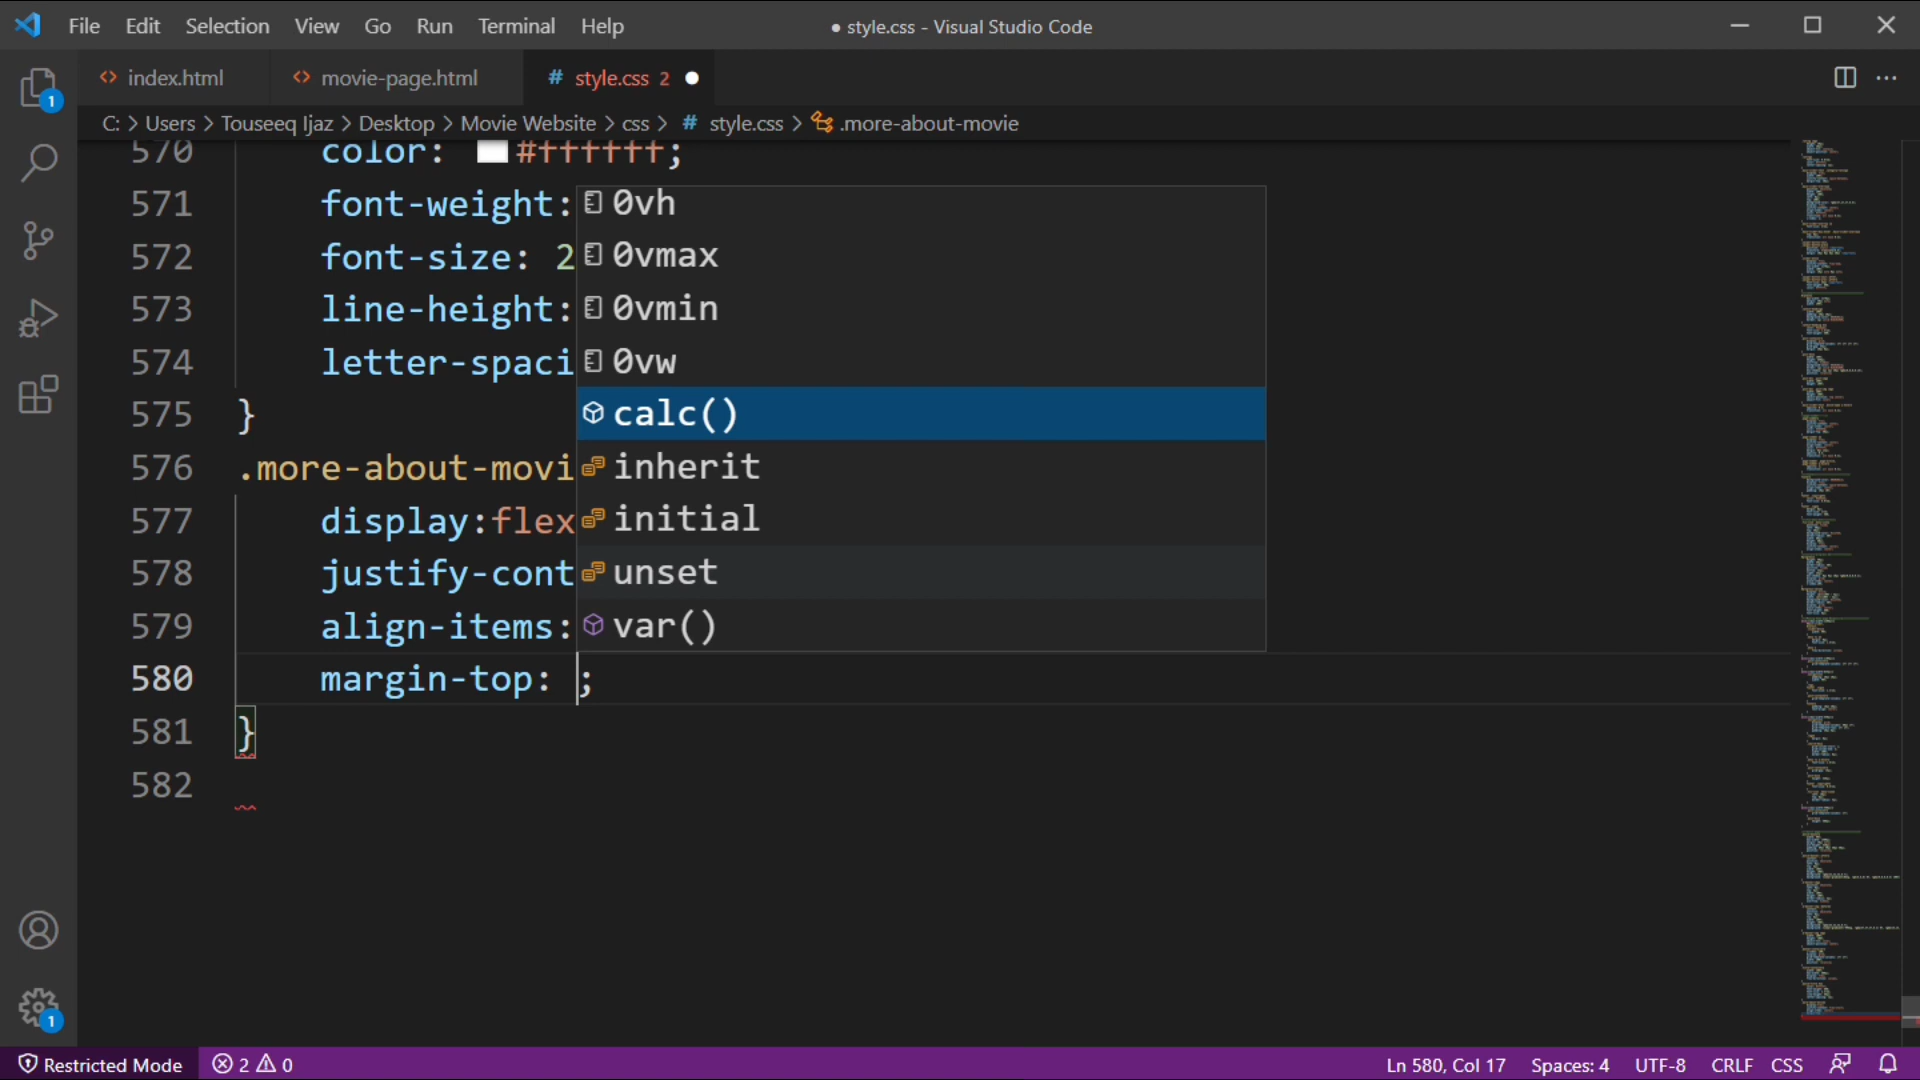 File Edit Selection View Go Run Terminal Help ● style.css - Visual Studio Code
index.html movie-page.html # style.css 2 ●
C: > Users > Touseeq Ijaz > Desktop > Movie Website > css > # style.css > .more-about-movie
570 color: #ffffff;
571 font-weight: 0vh
572 font-size: 2 0vmax
573 line-height: 0vmin
574 letter-spaci 0vw
575 } calc()
576 .more-about-movi inherit
577 display:flex initial
578 justify-cont unset
579 align-items: var()
580 margin-top: ;
581 }
582
1
1
Restricted Mode 2 0 Ln 580, Col 17 Spaces: 4 UTF-8 CRLF CSS